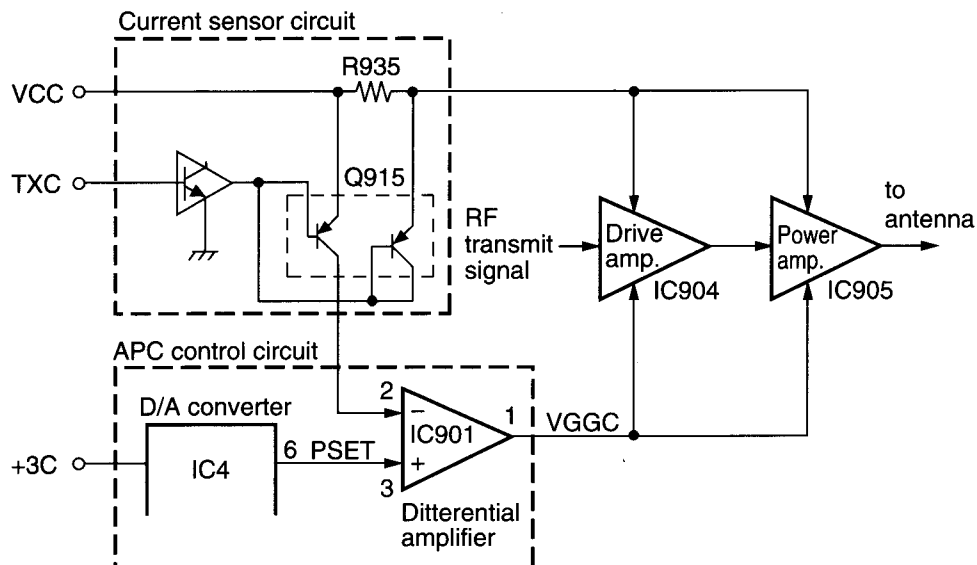 Current sensor circuit
R935
VCC
TXC
Q915
RF
transmit
signal
Drive
amp.
IC904
Power
amp.
IC905
to
antenna
APC control circuit
D/A converter
+3C
IC4
6 PSET
2
−
IC901
+
3
1
VGGC
Ditterential
amplifier